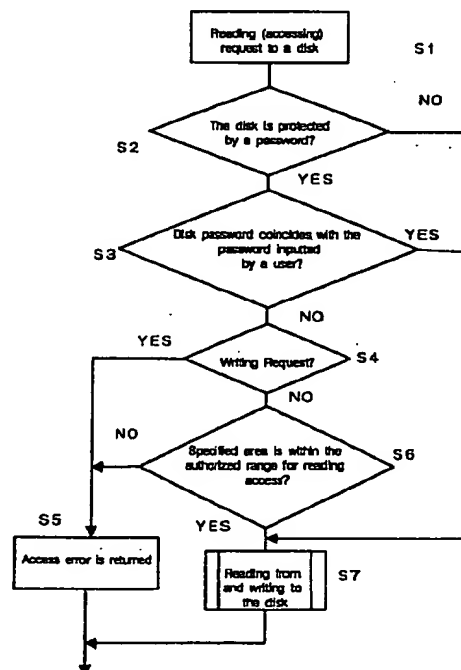 Reading (accessing)
request to a disk
S1
NO
The disk is protected
by a password?
S2
YES
Disk password coincides with the
password inputted
by a user?
YES
S3
NO
YES
Writing Request?
S4
NO
NO
Specified area is within the
authorized range for reading
access?
S6
S5
YES
Access error is returned
Reading from
and writing to
the disk
S7